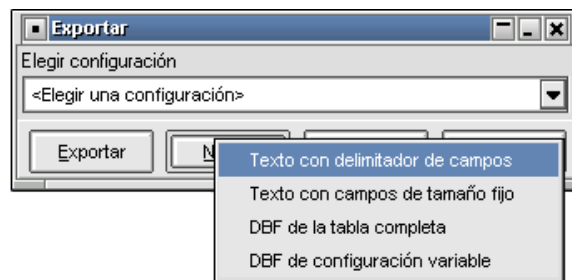 Exportar
Elegir configuración
<Elegir una configuración>
Exportar
Texto con delimitador de campos
Texto con campos de tamaño fijo
DBF de la tabla completa
DBF de configuración variable